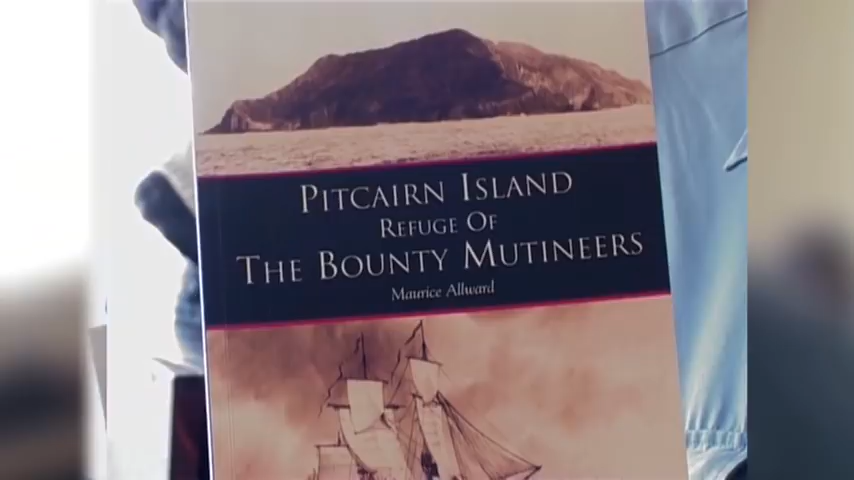 PITCAIRN ISLAND
REFUGE OF
THE BOUNTY MUTINEERS
Maurice Allward